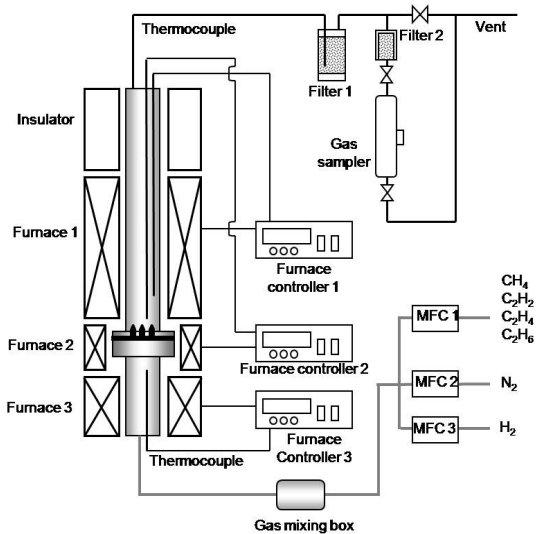 Thermocouple
Vent
Filter 2
Filter 1
Insulator
Gas
sampler
Furnace 1
Furnace
controller 1
CH4
C2H2
C2H4
C2H6
MFC 1
Furnace 2
Furnace controller 2
MFC 2
N2
Furnace 3
Furnace
Controller 3
MFC 3
H2
Thermocouple
Gas mixing box